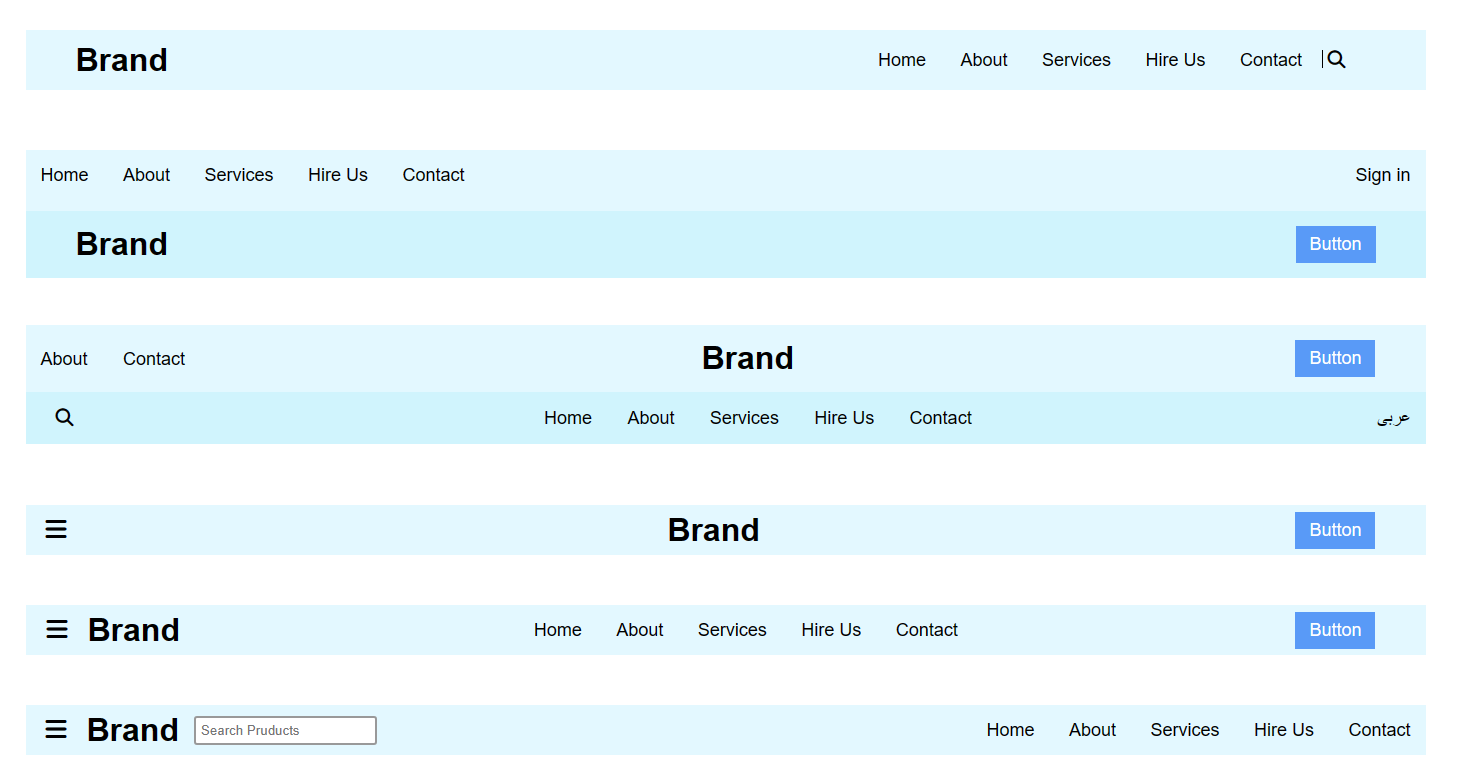 Brand Home About Services Hire Us Contact
Home About Services Hire Us Contact Sign in
Brand Button
About Contact Brand Button
Home About Services Hire Us Contact عربى
Brand Button
Brand Home About Services Hire Us Contact Button
Brand Search Pruducts Home About Services Hire Us Contact